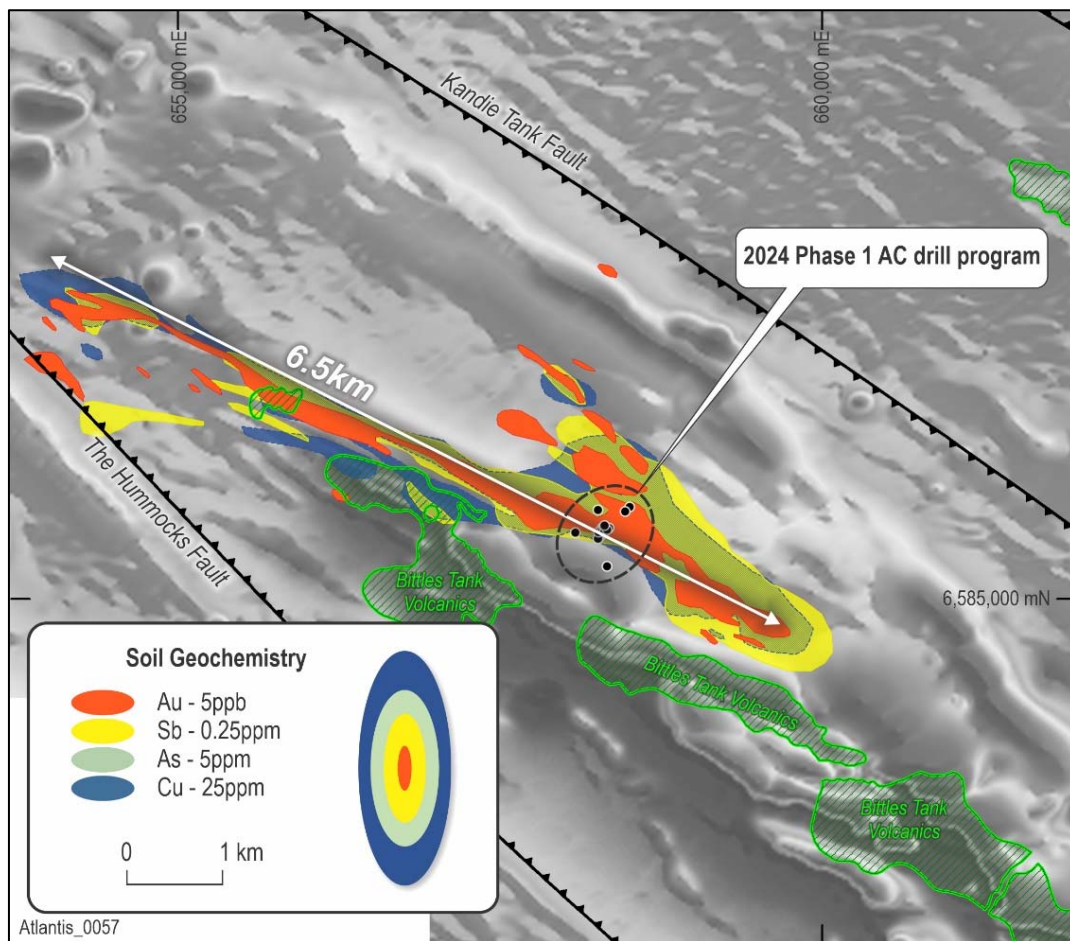 655,000 mE
660,000 mE
Kandie Tank Fault
2024 Phase 1 AC drill program
6.5km
The Hummocks Fault
Bittles Tank
Volcanics
6,585,000 mN
Bittles Tank Volcanics
Bittles Tank
Volcanics
Soil Geochemistry
Au - 5ppb
Sb - 0.25ppm
As - 5ppm
Cu - 25ppm
0 1 km
Atlantis_0057